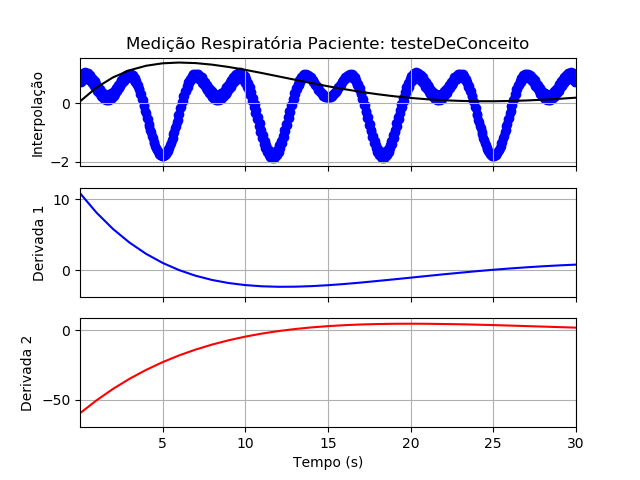 Medição Respiratória Paciente: testeDeConceito
Interpolação
0
−2
Derivada 1
10
0
Derivada 2
0
−50
5 10 15 20 25 30
Tempo (s)